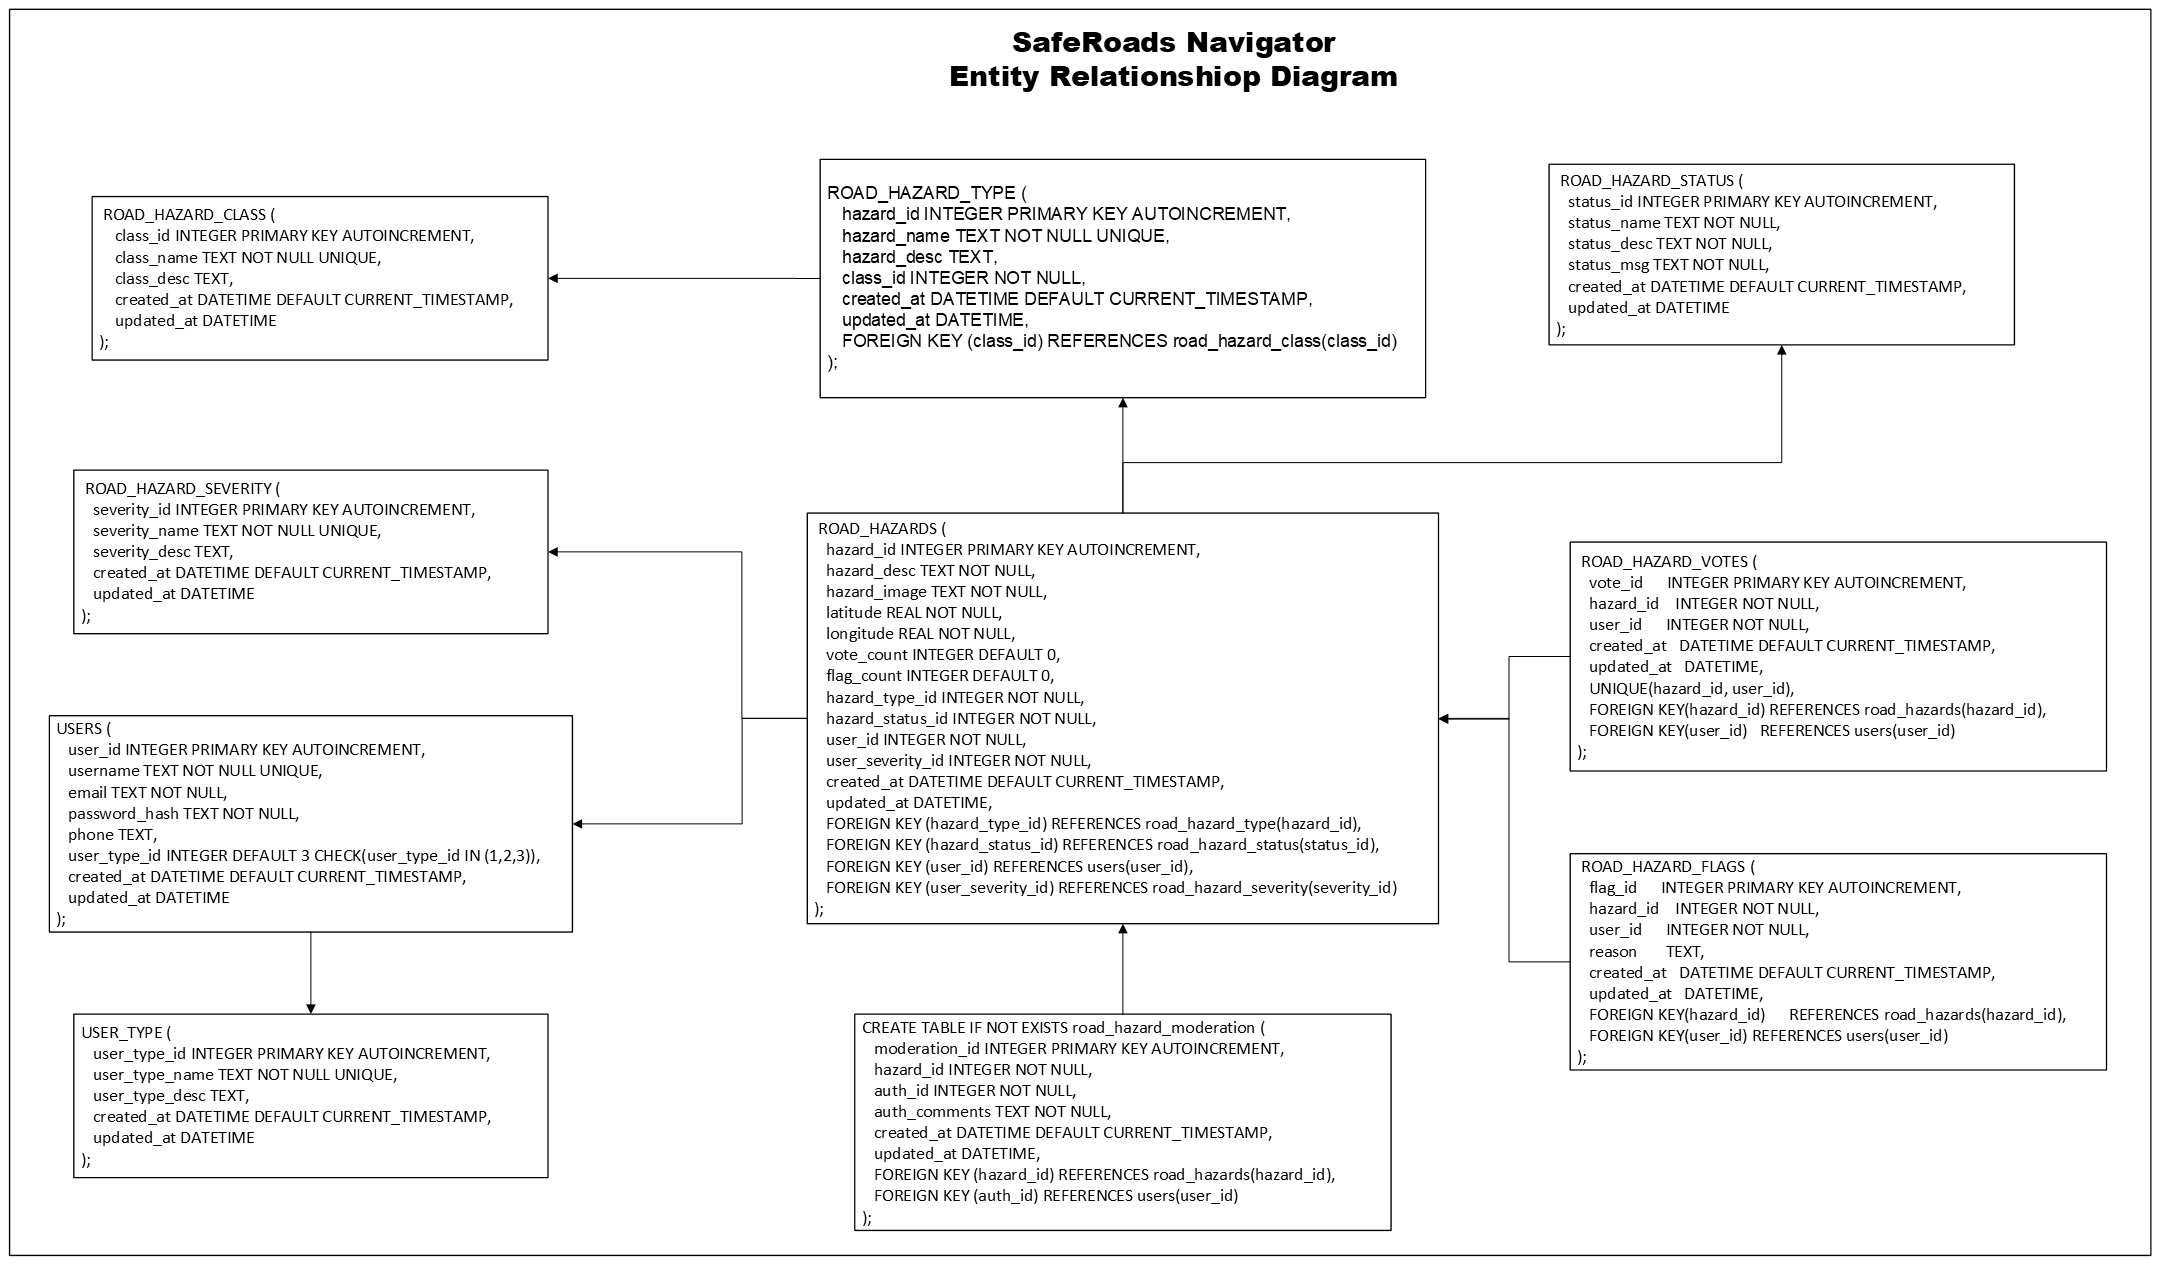 SafeRoads Navigator
Entity Relationshiop Diagram
ROAD_HAZARD_CLASS (
class_id INTEGER PRIMARY KEY AUTOINCREMENT,
class_name TEXT NOT NULL UNIQUE,
class_desc TEXT,
created_at DATETIME DEFAULT CURRENT_TIMESTAMP,
updated_at DATETIME
);
ROAD_HAZARD_TYPE (
hazard_id INTEGER PRIMARY KEY AUTOINCREMENT,
hazard_name TEXT NOT NULL UNIQUE,
hazard_desc TEXT,
class_id INTEGER NOT NULL,
created_at DATETIME DEFAULT CURRENT_TIMESTAMP,
updated_at DATETIME,
FOREIGN KEY (class_id) REFERENCES road_hazard_class(class_id)
);
ROAD_HAZARD_STATUS (
status_id INTEGER PRIMARY KEY AUTOINCREMENT,
status_name TEXT NOT NULL,
status_desc TEXT NOT NULL,
status_msg TEXT NOT NULL,
created_at DATETIME DEFAULT CURRENT_TIMESTAMP,
updated_at DATETIME
);
ROAD_HAZARD_SEVERITY (
severity_id INTEGER PRIMARY KEY AUTOINCREMENT,
severity_name TEXT NOT NULL UNIQUE,
severity_desc TEXT,
created_at DATETIME DEFAULT CURRENT_TIMESTAMP,
updated_at DATETIME
);
ROAD_HAZARDS (
hazard_id INTEGER PRIMARY KEY AUTOINCREMENT,
hazard_desc TEXT NOT NULL,
hazard_image TEXT NOT NULL,
latitude REAL NOT NULL,
longitude REAL NOT NULL,
vote_count INTEGER DEFAULT 0,
flag_count INTEGER DEFAULT 0,
hazard_type_id INTEGER NOT NULL,
hazard_status_id INTEGER NOT NULL,
user_id INTEGER NOT NULL,
user_severity_id INTEGER NOT NULL,
created_at DATETIME DEFAULT CURRENT_TIMESTAMP,
updated_at DATETIME,
FOREIGN KEY (hazard_type_id) REFERENCES road_hazard_type(hazard_id),
FOREIGN KEY (hazard_status_id) REFERENCES road_hazard_status(status_id),
FOREIGN KEY (user_id) REFERENCES users(user_id),
FOREIGN KEY (user_severity_id) REFERENCES road_hazard_severity(severity_id)
);
ROAD_HAZARD_VOTES (
vote_id INTEGER PRIMARY KEY AUTOINCREMENT,
hazard_id INTEGER NOT NULL,
user_id INTEGER NOT NULL,
created_at DATETIME DEFAULT CURRENT_TIMESTAMP,
updated_at DATETIME,
UNIQUE(hazard_id, user_id),
FOREIGN KEY(hazard_id) REFERENCES road_hazards(hazard_id),
FOREIGN KEY(user_id) REFERENCES users(user_id)
);
USERS (
user_id INTEGER PRIMARY KEY AUTOINCREMENT,
username TEXT NOT NULL UNIQUE,
email TEXT NOT NULL,
password_hash TEXT NOT NULL,
phone TEXT,
user_type_id INTEGER DEFAULT 3 CHECK(user_type_id IN (1,2,3)),
created_at DATETIME DEFAULT CURRENT_TIMESTAMP,
updated_at DATETIME
);
ROAD_HAZARD_FLAGS (
flag_id INTEGER PRIMARY KEY AUTOINCREMENT,
hazard_id INTEGER NOT NULL,
user_id INTEGER NOT NULL,
reason TEXT,
created_at DATETIME DEFAULT CURRENT_TIMESTAMP,
updated_at DATETIME,
FOREIGN KEY(hazard_id) REFERENCES road_hazards(hazard_id),
FOREIGN KEY(user_id) REFERENCES users(user_id)
);
USER_TYPE (
user_type_id INTEGER PRIMARY KEY AUTOINCREMENT,
user_type_name TEXT NOT NULL UNIQUE,
user_type_desc TEXT,
created_at DATETIME DEFAULT CURRENT_TIMESTAMP,
updated_at DATETIME
);
CREATE TABLE IF NOT EXISTS road_hazard_moderation (
moderation_id INTEGER PRIMARY KEY AUTOINCREMENT,
hazard_id INTEGER NOT NULL,
auth_id INTEGER NOT NULL,
auth_comments TEXT NOT NULL,
created_at DATETIME DEFAULT CURRENT_TIMESTAMP,
updated_at DATETIME,
FOREIGN KEY (hazard_id) REFERENCES road_hazards(hazard_id),
FOREIGN KEY (auth_id) REFERENCES users(user_id)
);